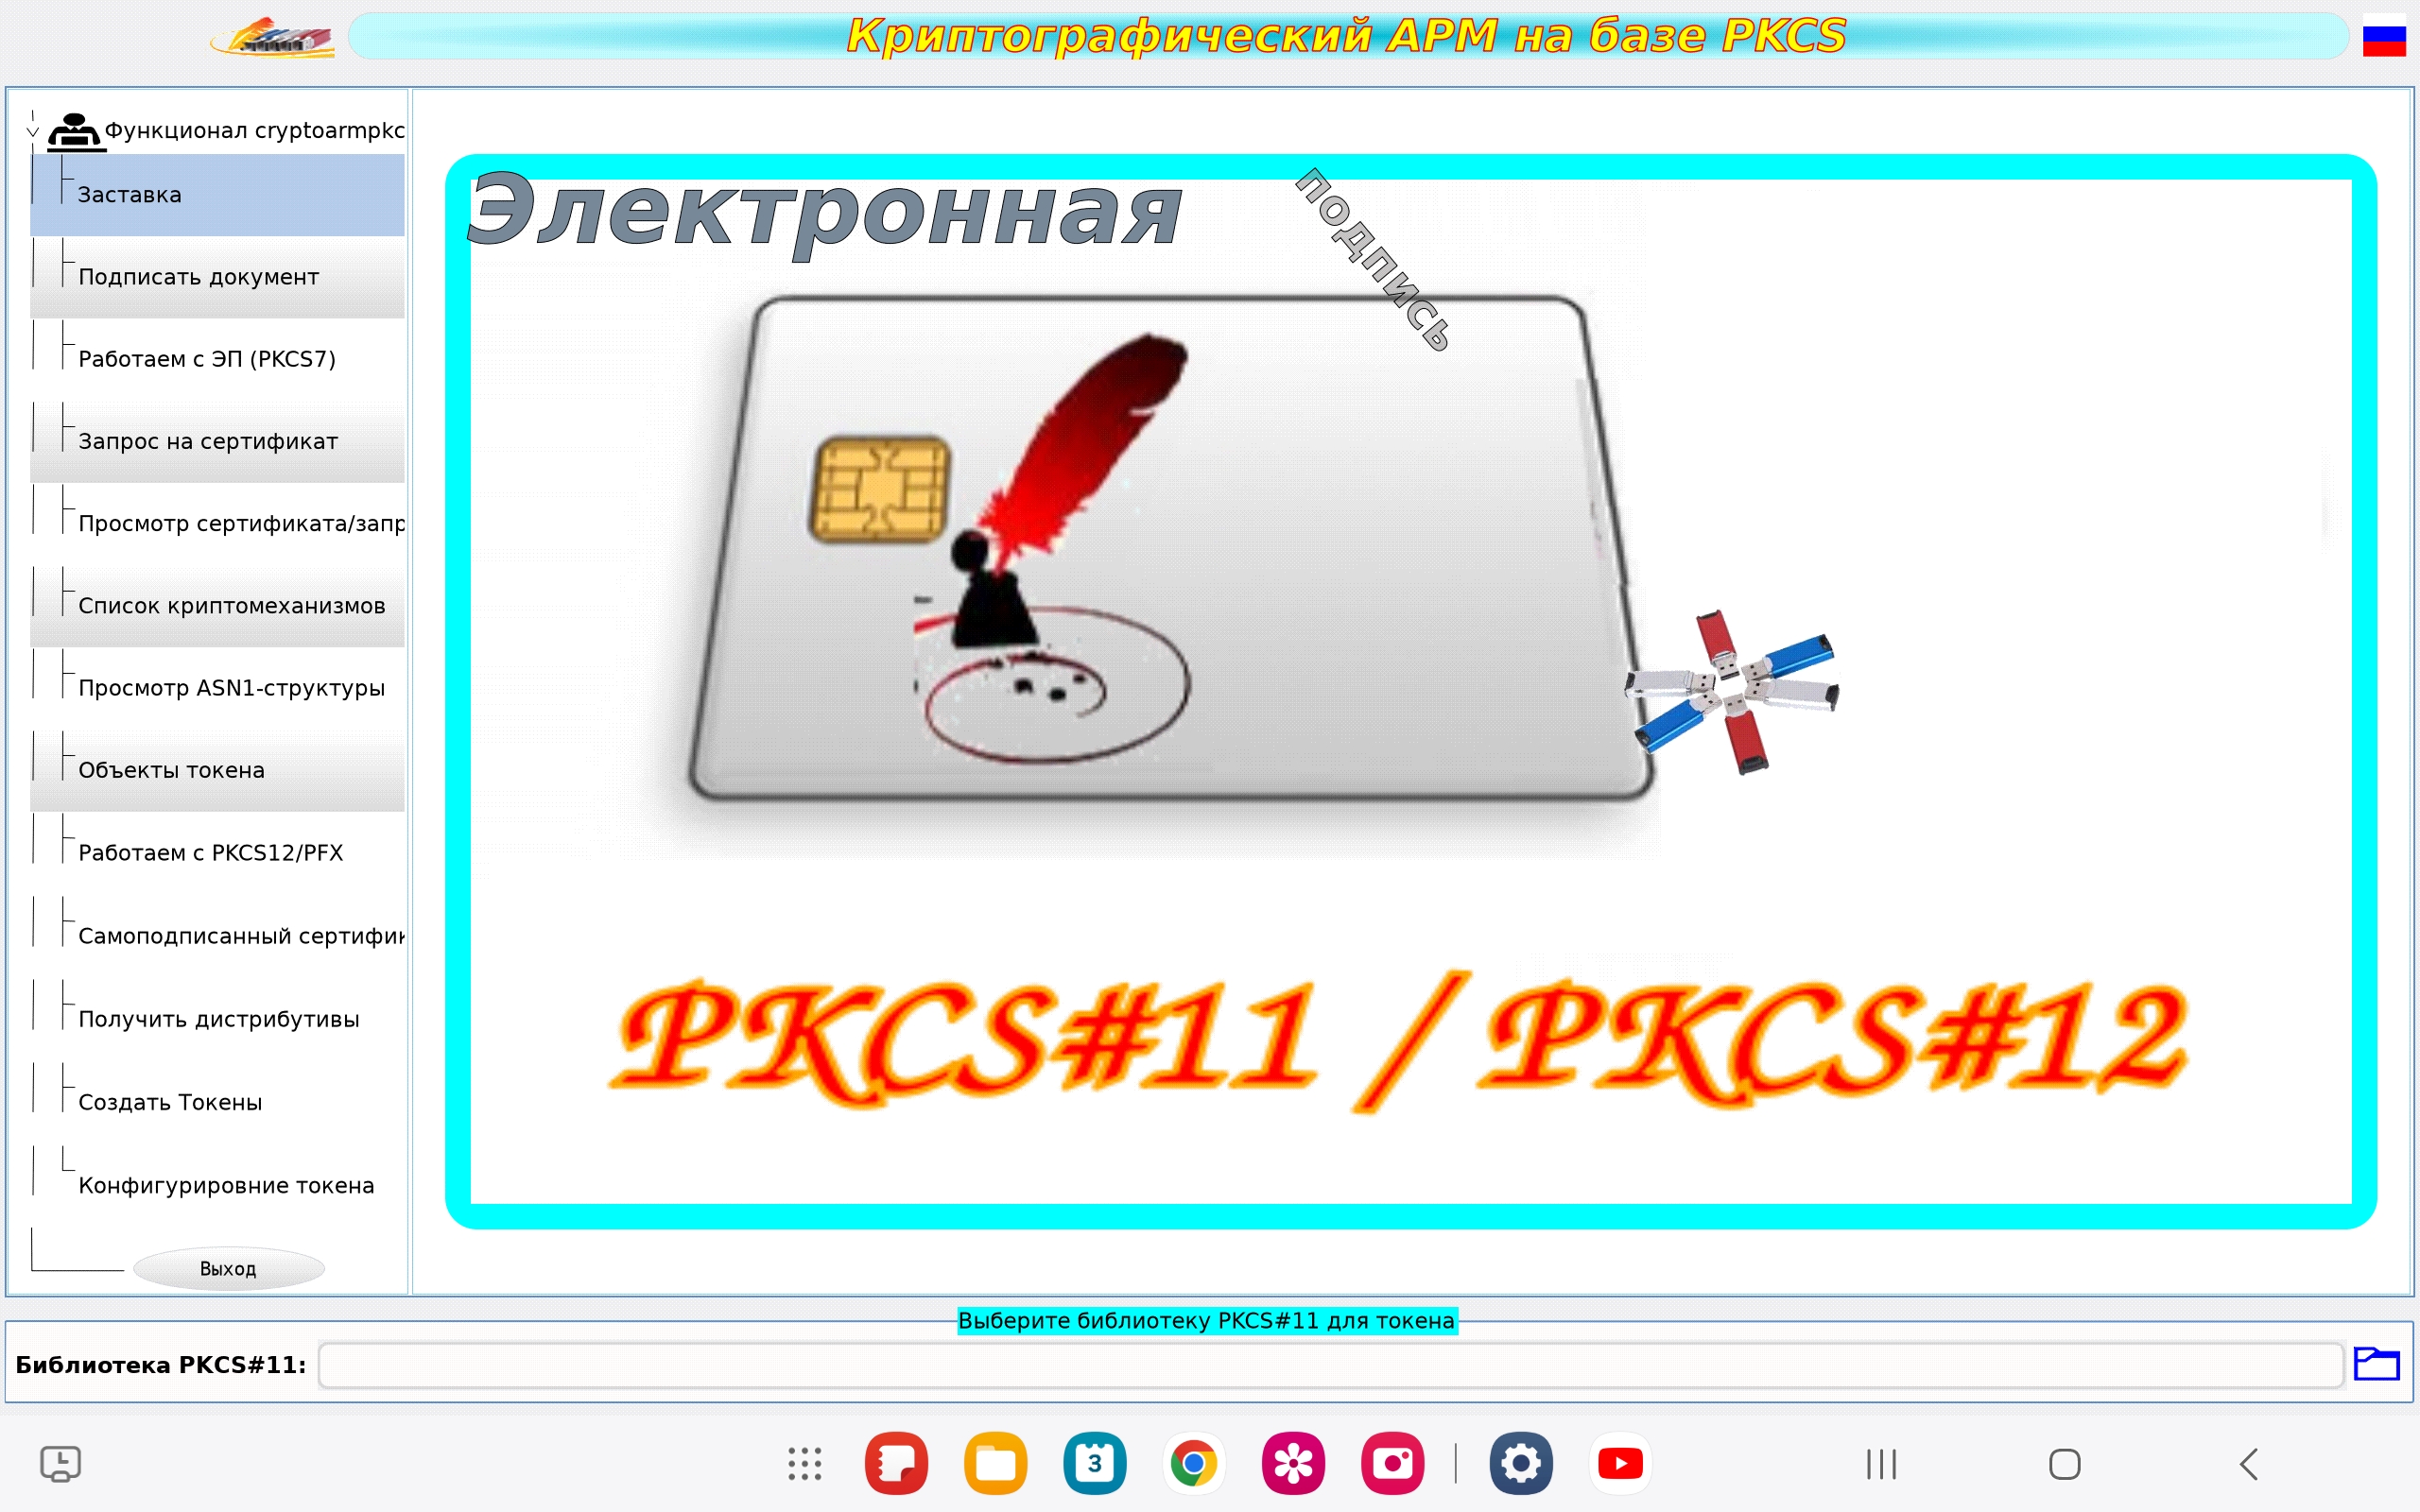 Криптографический АРМ на базе PKCS
Функционал cryptoarmpkc
Заставка
Подписать документ
Работаем с ЭП (PKCS7)
Запрос на сертификат
Просмотр сертификата/запр
Список криптомеханизмов
Просмотр ASN1-структуры
Объекты токена
Работаем с PKCS12/PFX
Самоподписанный сертифик
Получить дистрибутивы
Создать Токены
Конфигурировние токена
Выход
Электронная
подпись
PKCS#11 / PKCS#12
Выберите библиотеку PKCS#11 для токена
Библиотека PKCS#11:
3